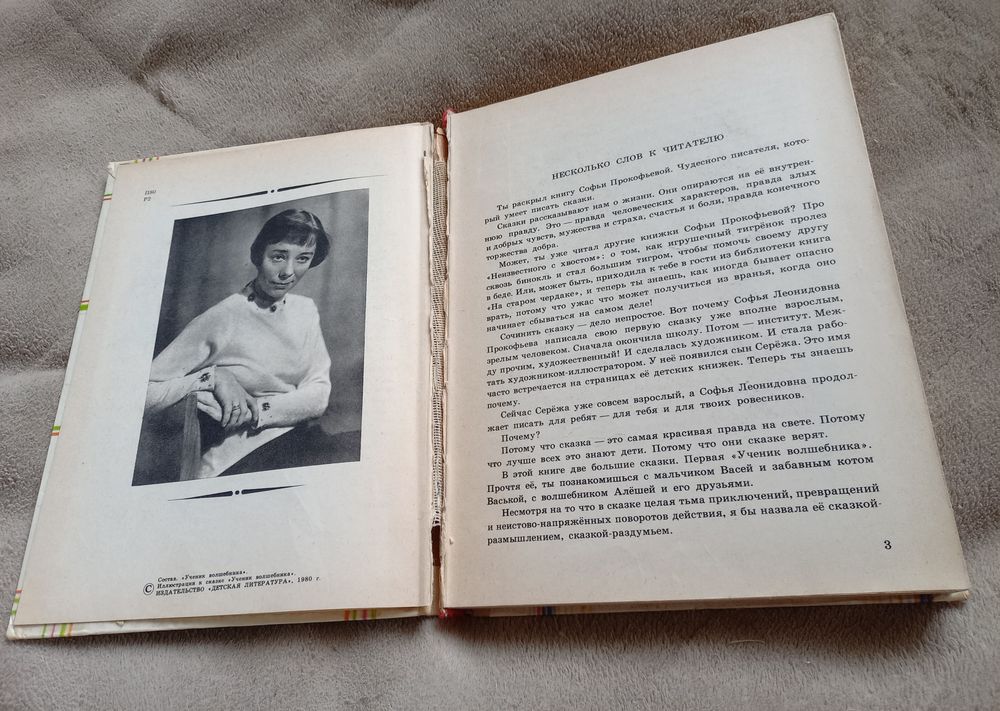 П80
Р2
Состав. «Ученик волшебника».
Иллюстрации к сказке «Ученик волшебника».
© ИЗДАТЕЛЬСТВО «ДЕТСКАЯ ЛИТЕРАТУРА», 1980 г.
НЕСКОЛЬКО СЛОВ К ЧИТАТЕЛЮ
Ты раскрыл книгу Софьи Прокофьевой. Чудесного писателя, кото-
рый умеет писать сказки.
Сказки рассказывают нам о жизни. Они опираются на её внутрен-
нюю правду. Это — правда человеческих характеров, правда злых
и добрых чувств, мужества и страха, счастья и боли, правда конечного
торжества добра.
Может, ты уже читал другие книжки Софьи Прокофьевой? Про
«Неизвестного с хвостом»; о том, как игрушечный тигрёнок пролез
сквозь бинокль и стал большим тигром, чтобы помочь своему другу
в беде. Или, может быть, приходила к тебе в гости из библиотеки книга
«На старом чердаке», и теперь ты знаешь, как иногда бывает опасно
врать, потому что ужас что может получиться из вранья, когда оно
начинает сбываться на самом деле!
Сочинить сказку — дело непростое. Вот почему Софья Леонидовна
Прокофьева написала свою первую сказку уже вполне взрослым,
зрелым человеком. Сначала окончила школу. Потом — институт. Меж-
ду прочим, художественный! И сделалась художником. И стала рабо-
тать художником-иллюстратором. У неё появился сын Серёжа. Это имя
часто встречается на страницах её детских книжек. Теперь ты знаешь
почему.
Сейчас Серёжа уже совсем взрослый, а Софья Леонидовна продол-
жает писать для ребят — для тебя и для твоих ровесников.
Почему?
Потому что сказка — это самая красивая правда на свете. Потому
что лучше всех это знают дети. Потому что они сказке верят.
В этой книге две большие сказки. Первая «Ученик волшебника».
Прочтя её, ты познакомишься с мальчиком Васей и забавным котом
Васькой, с волшебником Алёшей и его друзьями.
Несмотря на то что в сказке целая тьма приключений, превращений
и неистово-напряжённых поворотов действия, я бы назвала её сказкой-
размышлением, сказкой-раздумьем.
3